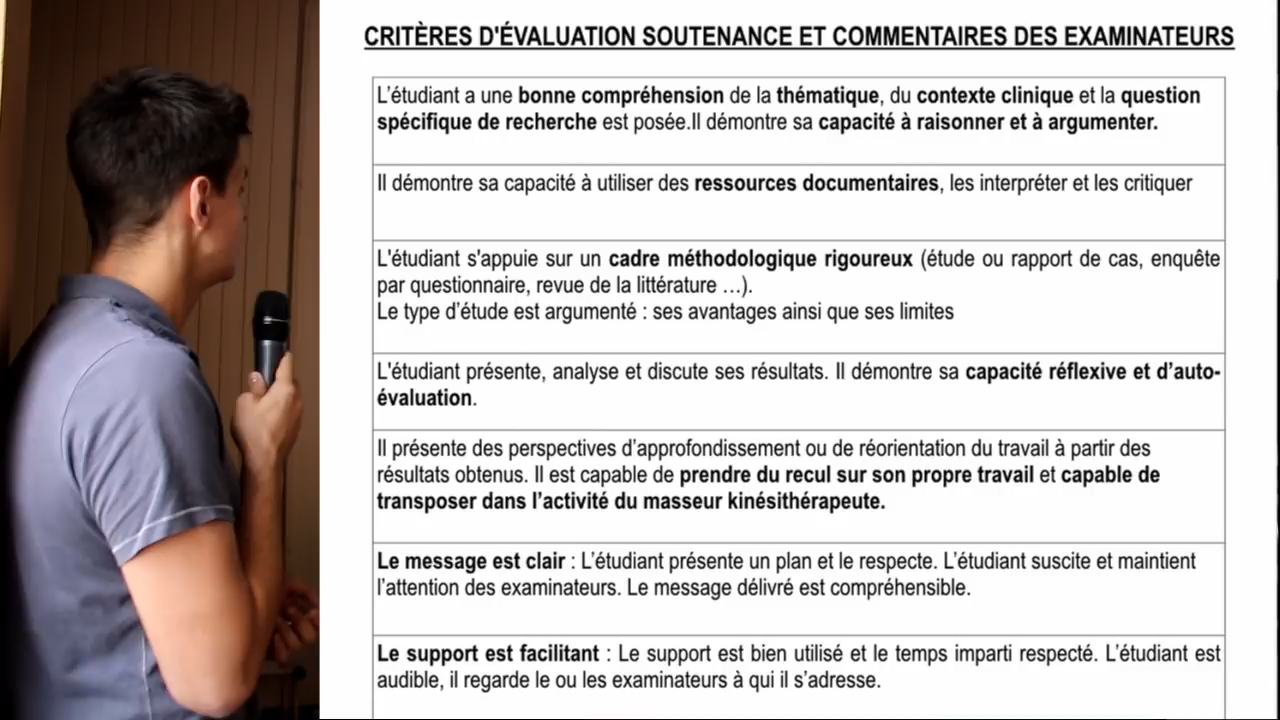 CRITÈRES D'ÉVALUATION SOUTENANCE ET COMMENTAIRES DES EXAMINATEURS
L'étudiant a une bonne compréhension de la thématique, du contexte clinique et la question
spécifique de recherche est posée.Il démontre sa capacité à raisonner et à argumenter.
Il démontre sa capacité à utiliser des ressources documentaires, les interpréter et les critiquer
L'étudiant s'appuie sur un cadre méthodologique rigoureux (étude ou rapport de cas, enquête
par questionnaire, revue de la littérature …).
Le type d'étude est argumenté : ses avantages ainsi que ses limites
L'étudiant présente, analyse et discute ses résultats. Il démontre sa capacité réflexive et d'auto-
évaluation.
Il présente des perspectives d'approfondissement ou de réorientation du travail à partir des
résultats obtenus. Il est capable de prendre du recul sur son propre travail et capable de
transposer dans l'activité du masseur kinésithérapeute.
Le message est clair : L'étudiant présente un plan et le respecte. L'étudiant suscite et maintient
l'attention des examinateurs. Le message délivré est compréhensible.
Le support est facilitant : Le support est bien utilisé et le temps imparti respecté. L'étudiant est
audible, il regarde le ou les examinateurs à qui il s'adresse.